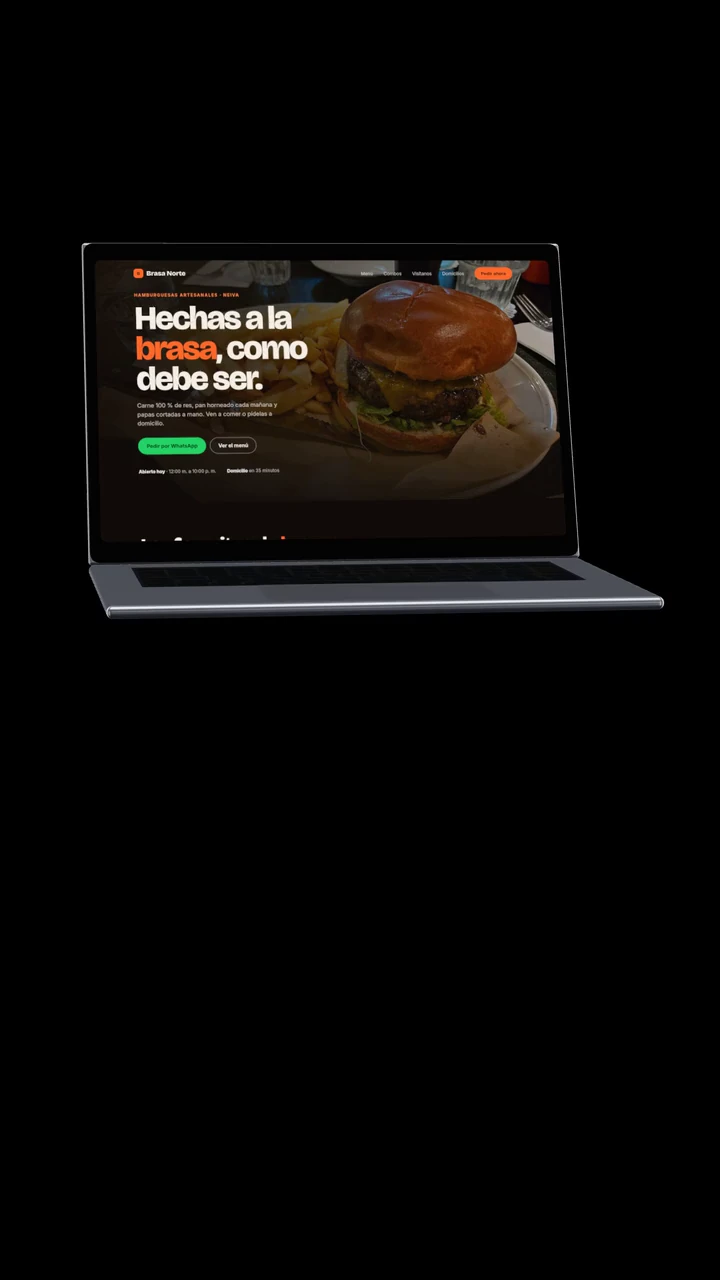 Brasa Norte
Menú Combos Visítanos Domicilios Pedir ahora
HAMBURGUESAS ARTESANALES · NEIVA
Hechas a la
brasa, como
debe ser.
Carne 100 % de res, pan horneado cada mañana y
papas cortadas a mano. Ven a comer o pídelas a
domicilio.
Pedir por WhatsApp Ver el menú
Abierto hoy · 12:00 m. a 10:00 p. m. Domicilio en 35 minutos